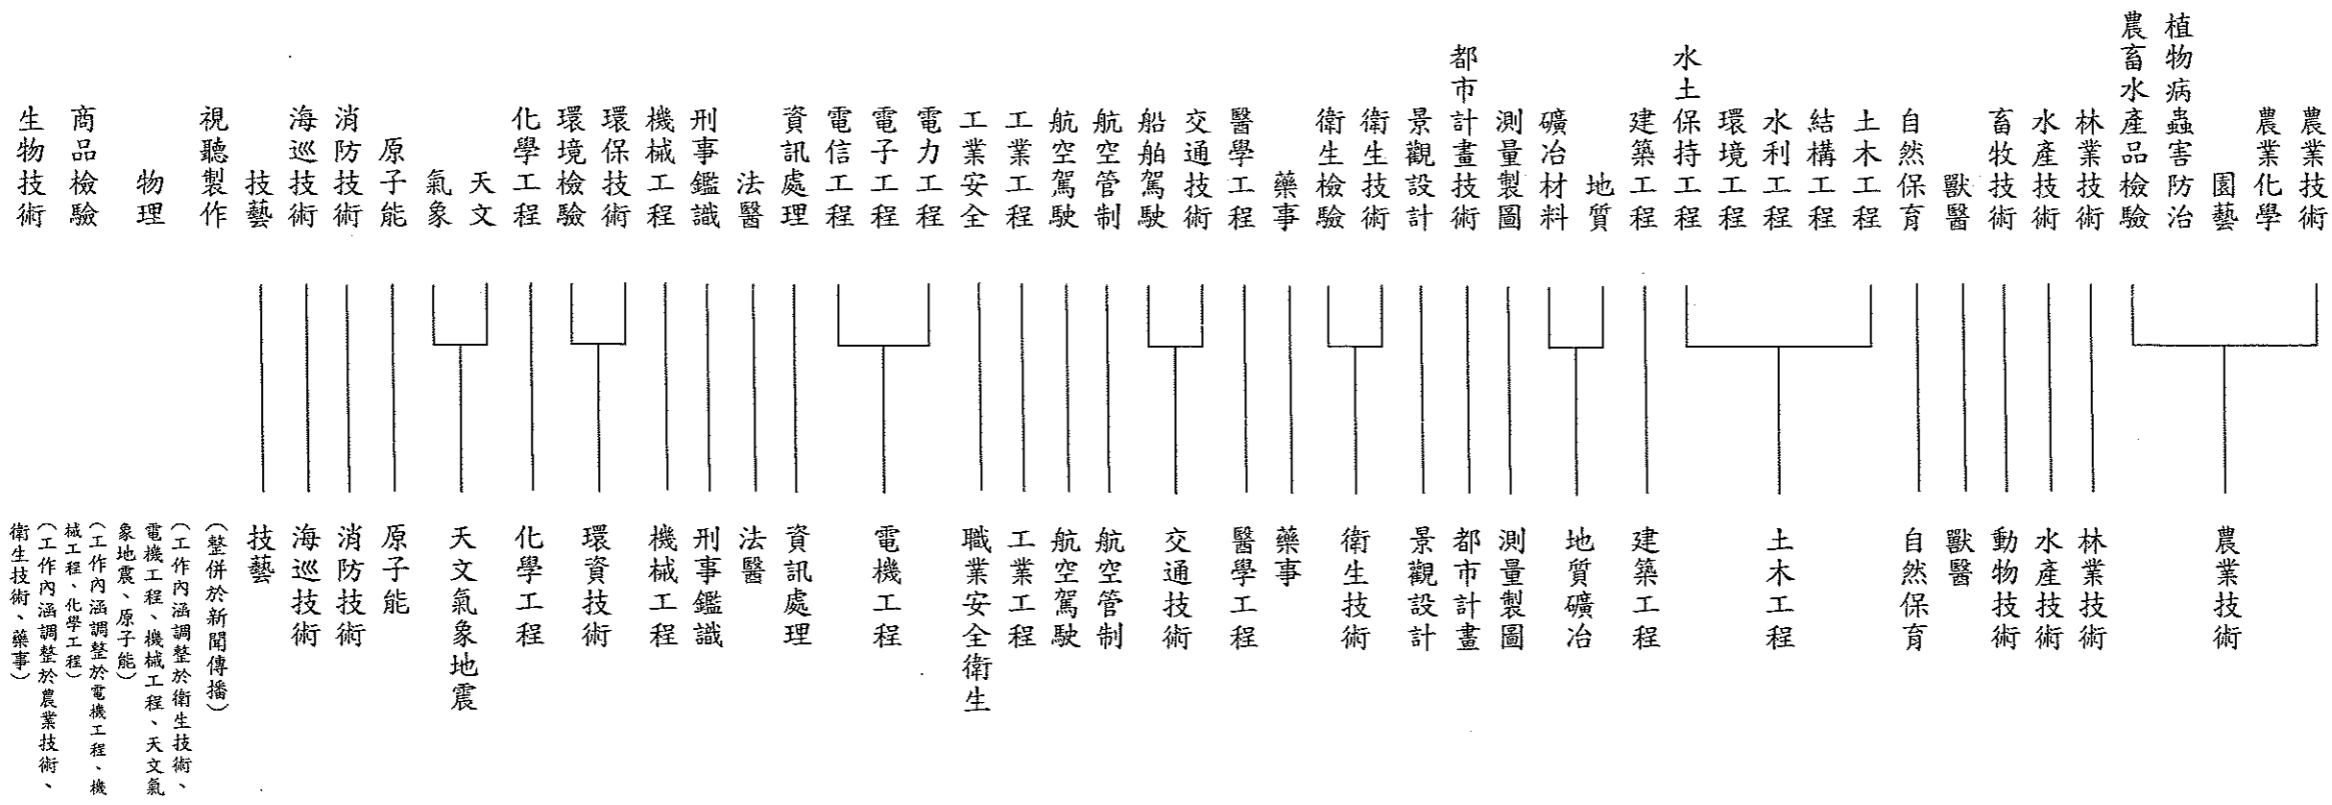 農業技術
農業化學
園藝
植物病蟲害防治
農畜水產品檢驗
林業技術
水產技術
畜牧技術
獸醫
自然保育
土木工程
結構工程
水利工程
環境工程
水土保持工程
建築工程
地質
礦冶材料
測量製圖
都市計畫技術
景觀設計
衛生技術
衛生檢驗
藥事
醫學工程
交通技術
船舶駕駛
航空管制
航空駕駛
工業工程
工業安全
電力工程
電子工程
電信工程
資訊處理
法醫
刑事鑑識
機械工程
環保技術
環境檢驗
化學工程
天文
氣象
原子能
消防技術
海巡技術
技藝
視聽製作
物理
商品檢驗
生物技術
農業技術
林業技術
水產技術
動物技術
獸醫
自然保育
土木工程
建築工程
地質礦冶
測量製圖
都市計畫
景觀設計
衛生技術
藥事
醫學工程
交通技術
航空管制
航空駕駛
工業工程
職業安全衛生
電機工程
資訊處理
法醫
刑事鑑識
機械工程
環資技術
化學工程
天文氣象地震
原子能
消防技術
海巡技術
技藝
（整併於新聞傳播）
（工作內涵調整於衛生技術、
電機工程、機械工程、天文氣
象地震、原子能）
（工作內涵調整於電機工程、機
械工程、化學工程）
（工作內涵調整於農業技術、
衛生技術、藥事）